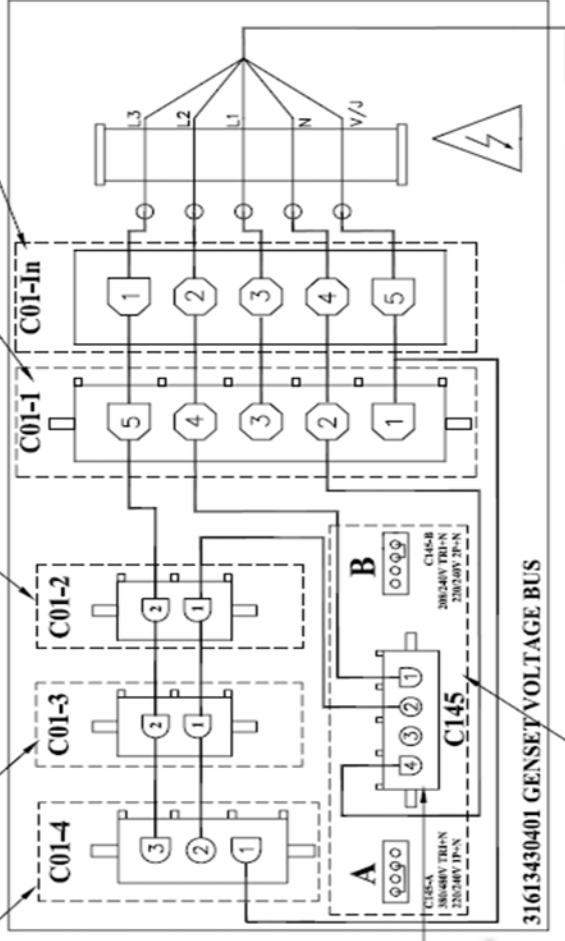 L3
L2
L1
N
V/J
C01-In
1
2
3
4
5
C01-1
5
4
3
2
1
C01-2
2
1
C01-3
2
1
C01-4
3
2
1
B
C145-B
208/240V TRI+N
220/240V 2P+N
C145
1
2
3
4
A
C145-A
380/480V TRI+N
220/240V 1P+N
31613430401 GENSET VOLTAGE BUS